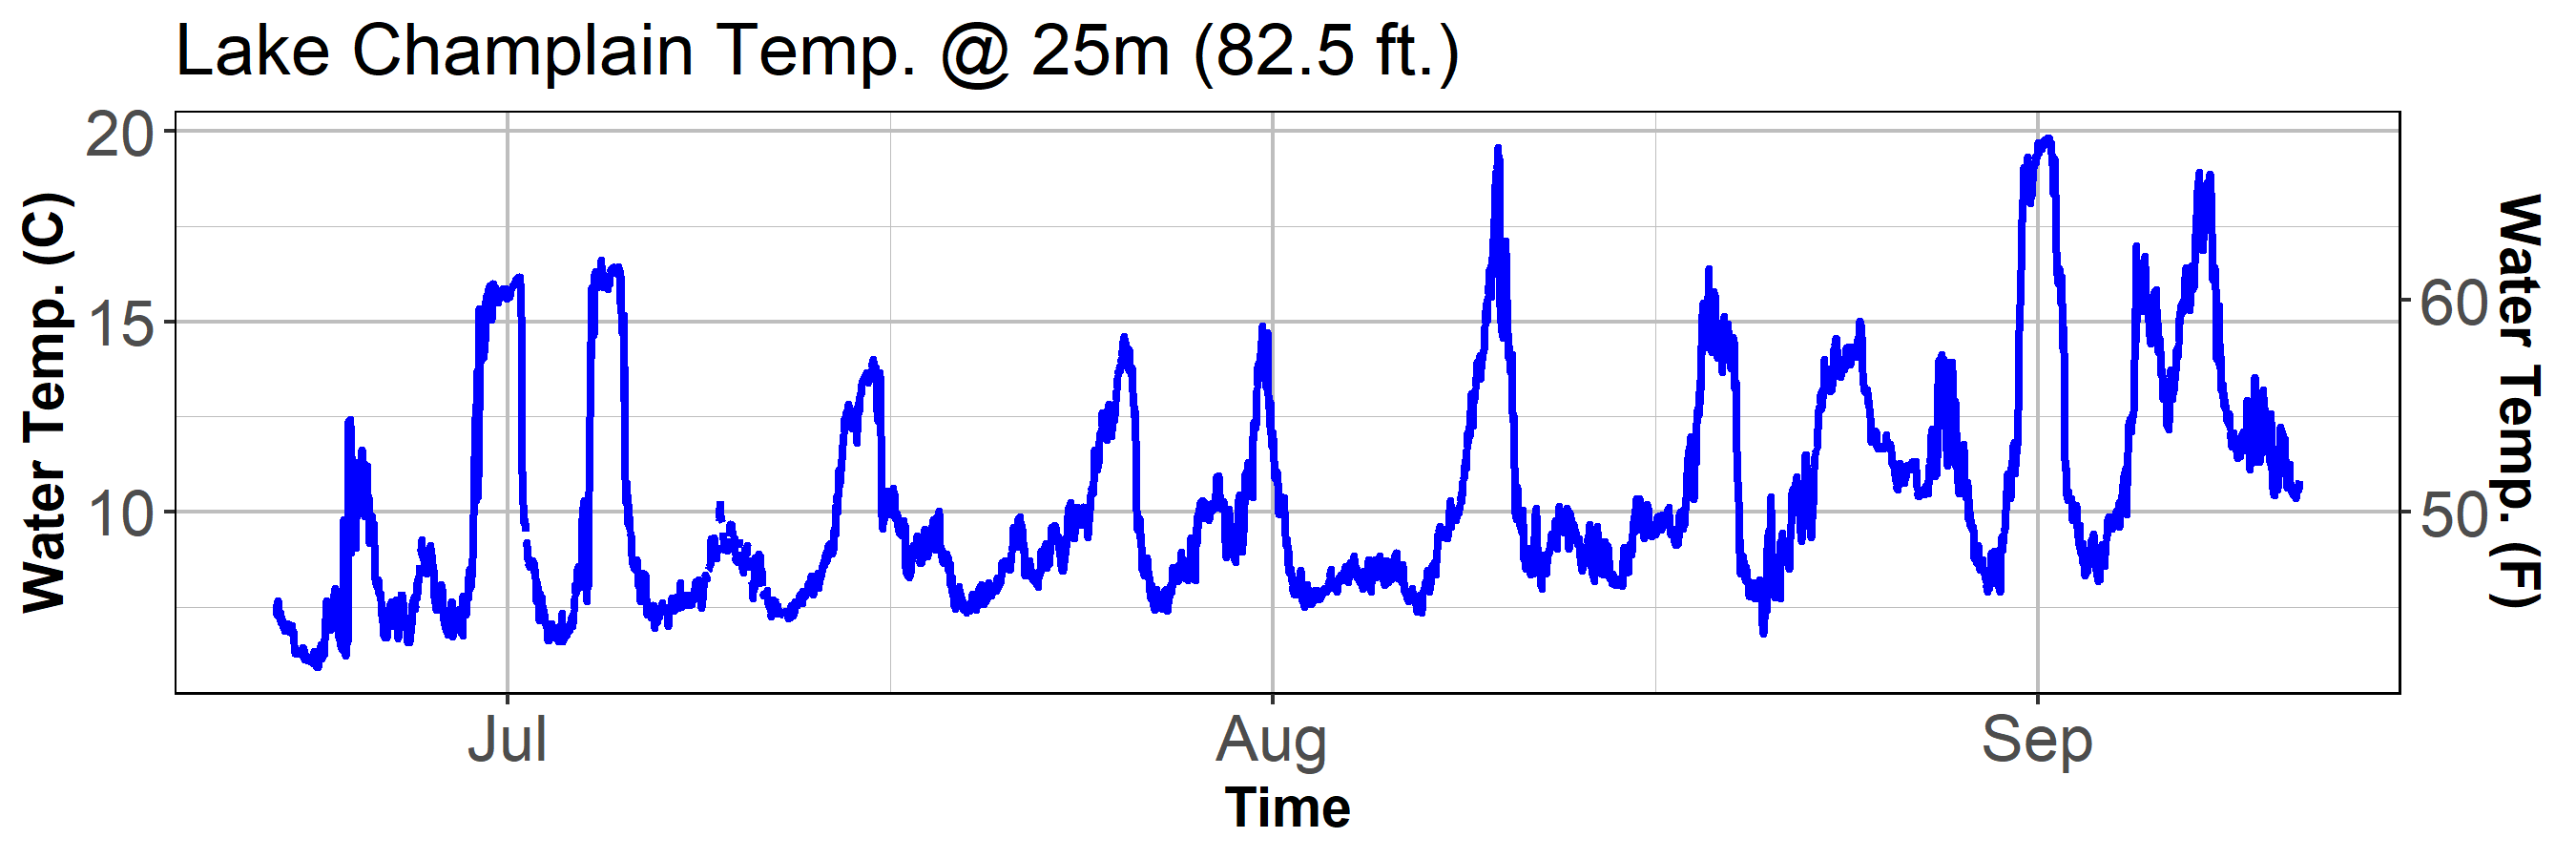 Lake Champlain Temp. @ 25m (82.5 ft.)
Water Temp. (C)
20
15
10
60
50
Water Temp. (F)
Jul Aug Sep
Time